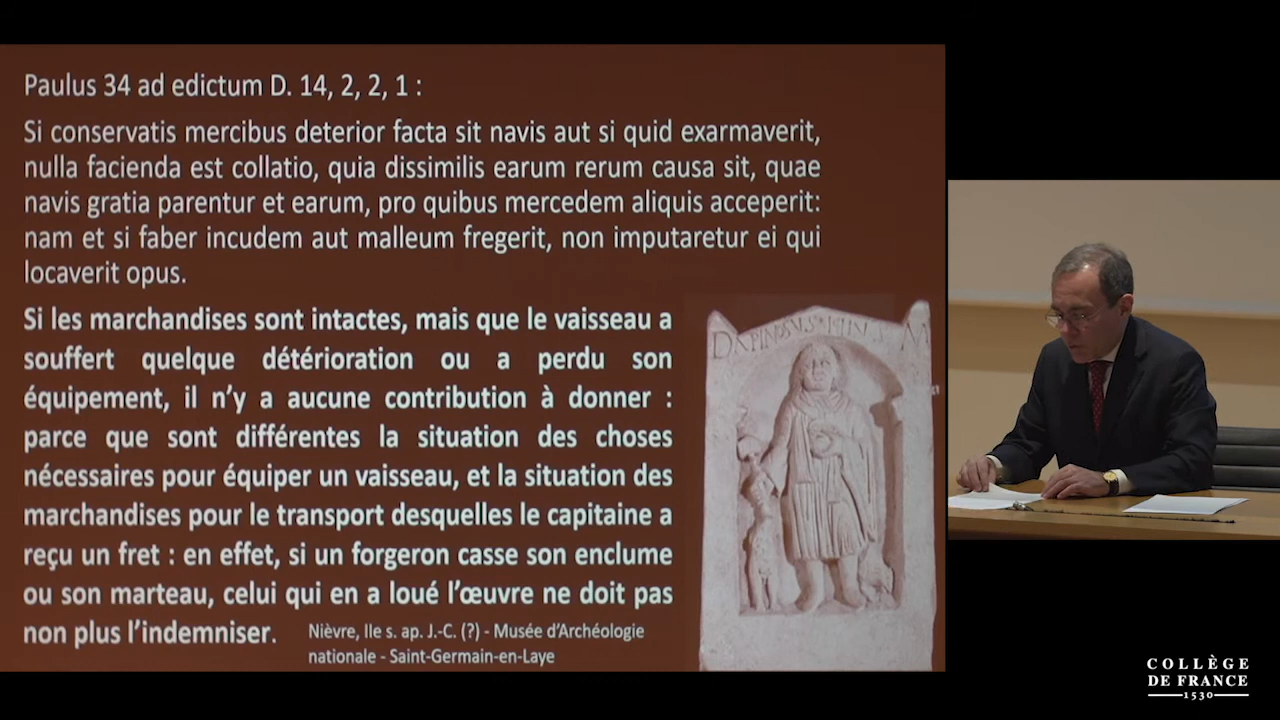 Paulus 34 ad edictum D. 14, 2, 2, 1 :
Si conservatis mercibus deterior facta sit navis aut si quid exarmaverit,
nulla facienda est collatio, quia dissimilis earum rerum causa sit, quae
navis gratia parentur et earum, pro quibus mercedem aliquis acceperit:
nam et si faber incudem aut malleum fregerit, non imputaretur ei qui
locaverit opus.
Si les marchandises sont intactes, mais que le vaisseau a
souffert quelque détérioration ou a perdu son
équipement, il n’y a aucune contribution à donner :
parce que sont différentes la situation des choses
nécessaires pour équiper un vaisseau, et la situation des
marchandises pour le transport desquelles le capitaine a
reçu un fret : en effet, si un forgeron casse son enclume
ou son marteau, celui qui en a loué l’œuvre ne doit pas
non plus l’indemniser.
Nièvre, IIe s. ap. J.-C. (?) - Musée d’Archéologie
nationale - Saint-Germain-en-Laye
COLLÈGE
DE FRANCE
1530